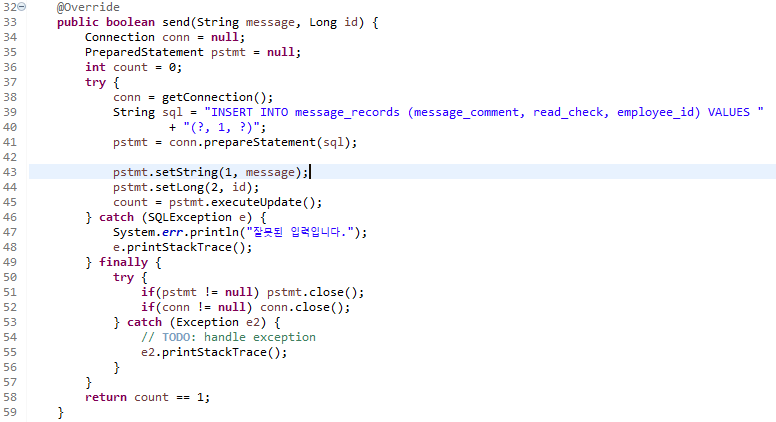 32 @Override
33 public boolean send(String message, Long id) {
34 Connection conn = null;
35 PreparedStatement pstmt = null;
36 int count = 0;
37 try {
38 conn = getConnection();
39 String sql = "INSERT INTO message_records (message_comment, read_check, employee_id) VALUES "
40 + "(?, 1, ?)";
41 pstmt = conn.prepareStatement(sql);
42
43 pstmt.setString(1, message);
44 pstmt.setLong(2, id);
45 count = pstmt.executeUpdate();
46 } catch (SQLException e) {
47 System.err.println("잘못된 입력입니다.");
48 e.printStackTrace();
49 } finally {
50 try {
51 if(pstmt != null) pstmt.close();
52 if(conn != null) conn.close();
53 } catch (Exception e2) {
54 // TODO: handle exception
55 e2.printStackTrace();
56 }
57 }
58 return count == 1;
59 }